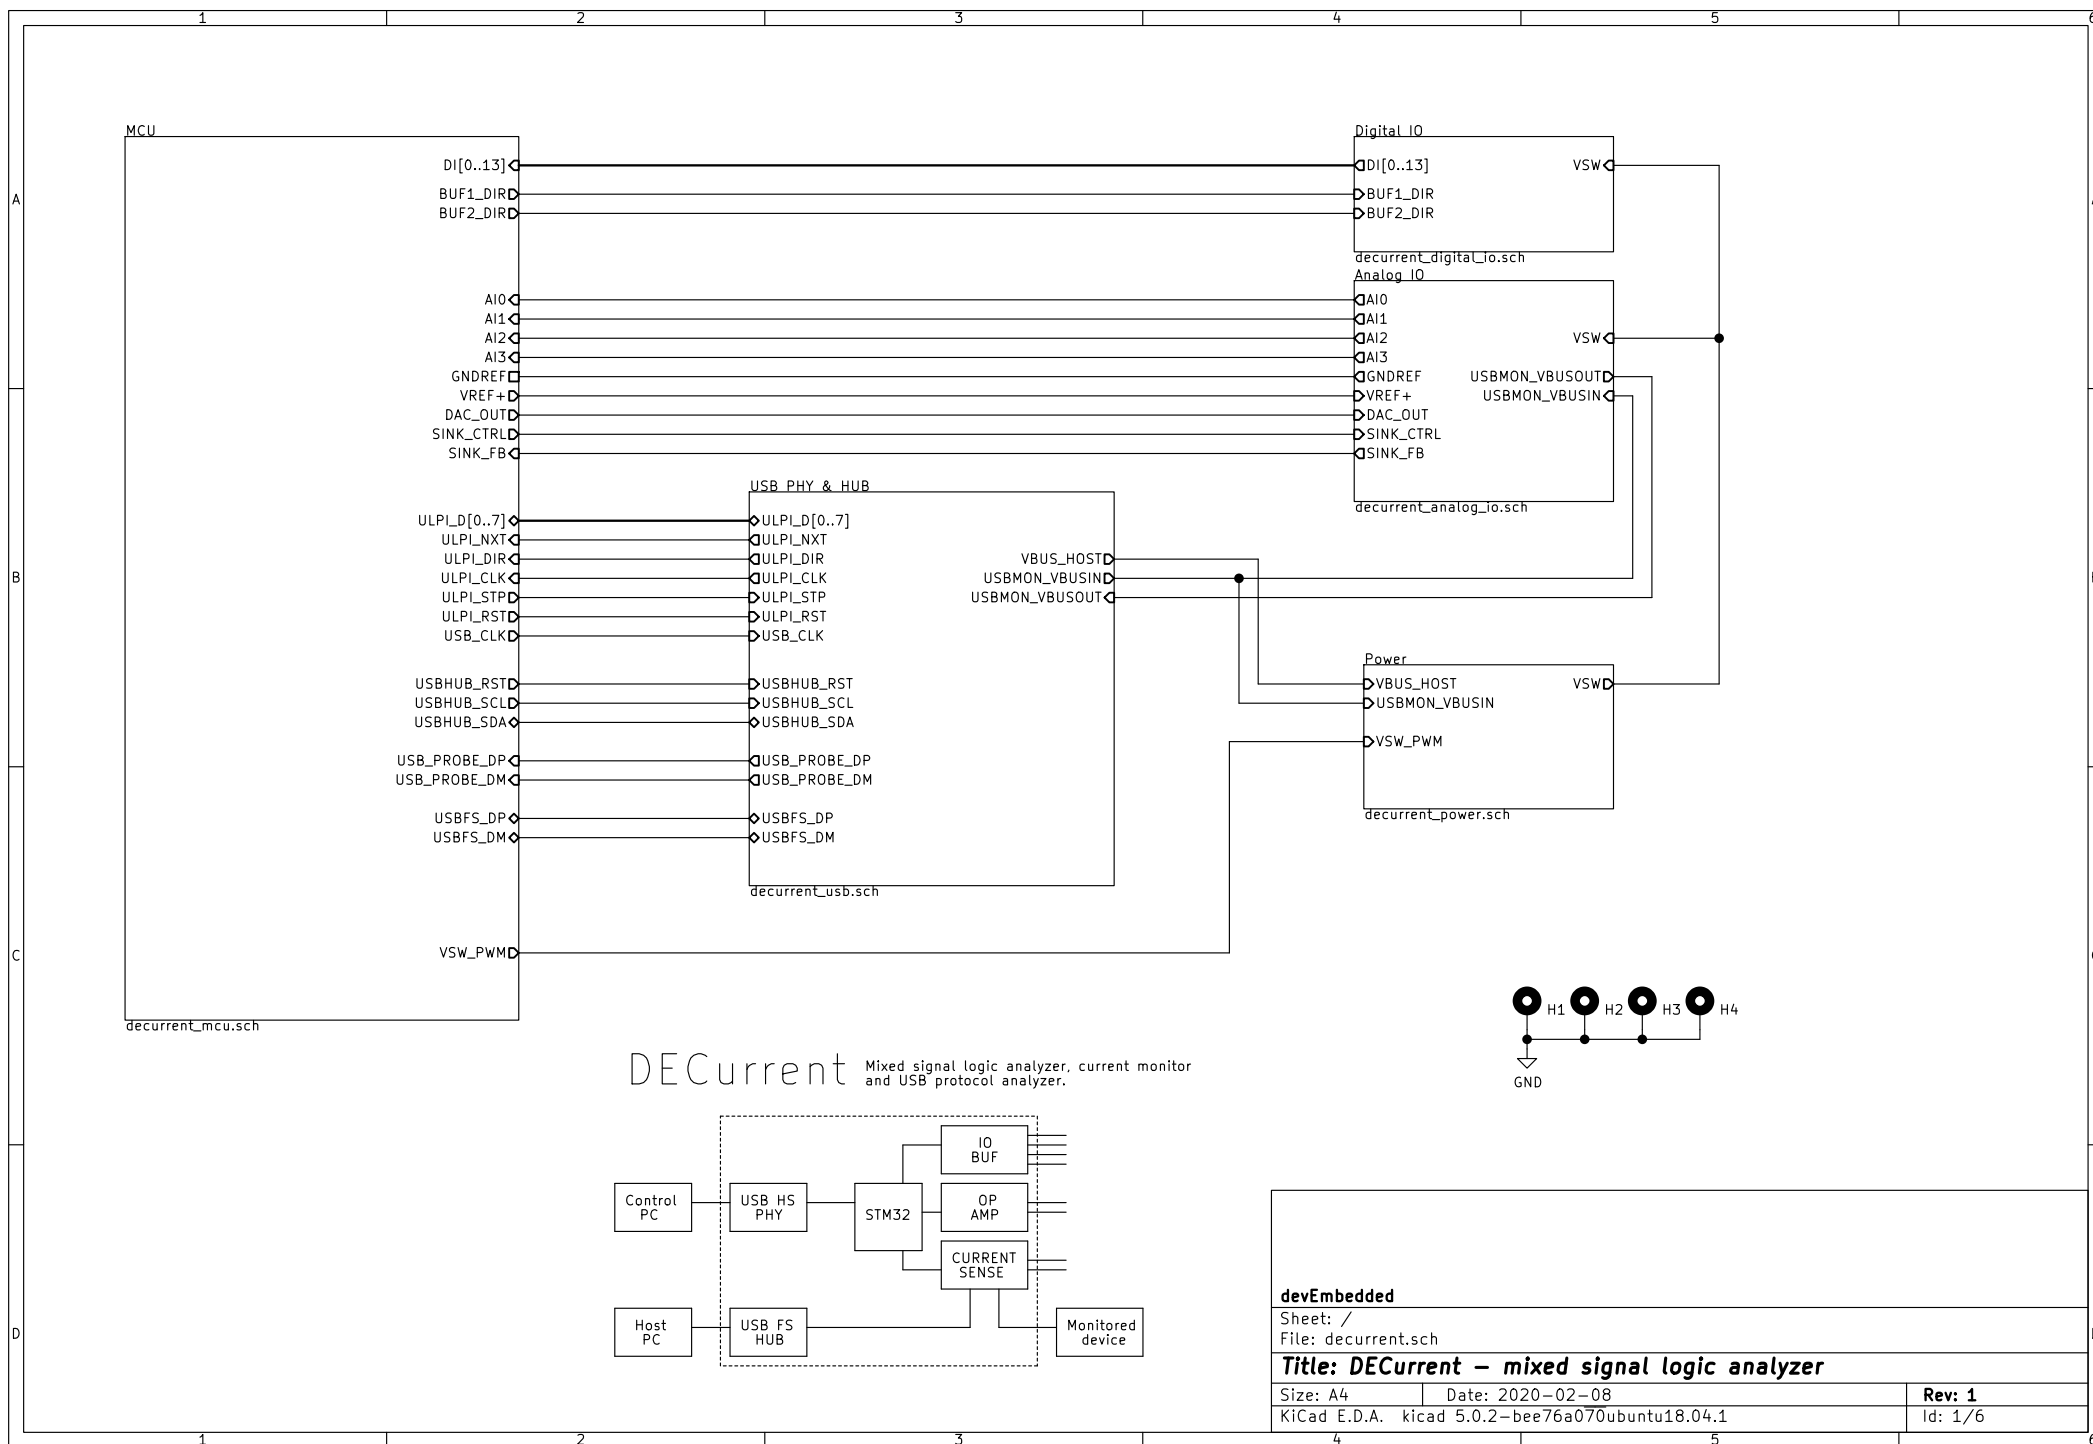 1 2 3 4 5 6
A
B
C
D
MCU
DI[0..13]
BUF1_DIR
BUF2_DIR
AI0
AI1
AI2
AI3
GNDREF
VREF+
DAC_OUT
SINK_CTRL
SINK_FB
ULPI_D[0..7]
ULPI_NXT
ULPI_DIR
ULPI_CLK
ULPI_STP
ULPI_RST
USB_CLK
USBHUB_RST
USBHUB_SCL
USBHUB_SDA
USB_PROBE_DP
USB_PROBE_DM
USBFS_DP
USBFS_DM
VSW_PWM
decurrent_mcu.sch
USB PHY & HUB
ULPI_D[0..7]
ULPI_NXT
ULPI_DIR
ULPI_CLK
ULPI_STP
ULPI_RST
USB_CLK
USBHUB_RST
USBHUB_SCL
USBHUB_SDA
USB_PROBE_DP
USB_PROBE_DM
USBFS_DP
USBFS_DM
VBUS_HOST
USBMON_VBUSIN
USBMON_VBUSOUT
decurrent_usb.sch
Digital IO
DI[0..13]
BUF1_DIR
BUF2_DIR
VSW
decurrent_digital_io.sch
Analog IO
AI0
AI1
AI2
AI3
GNDREF
VREF+
DAC_OUT
SINK_CTRL
SINK_FB
VSW
USBMON_VBUSOUT
USBMON_VBUSIN
decurrent_analog_io.sch
Power
VBUS_HOST
USBMON_VBUSIN
VSW_PWM
VSW
decurrent_power.sch
H1 H2 H3 H4
GND
DECurrent
Mixed signal logic analyzer, current monitor
and USB protocol analyzer.
Control
PC
USB HS
PHY
STM32
IO
BUF
OP
AMP
CURRENT
SENSE
Host
PC
USB FS
HUB
Monitored
device
devEmbedded
Sheet: /
File: decurrent.sch
Title: DECurrent – mixed signal logic analyzer
Size: A4 Date: 2020-02-08 Rev: 1
KiCad E.D.A. kicad 5.0.2-bee76a070ubuntu18.04.1 Id: 1/6
1 2 3 4 5 6